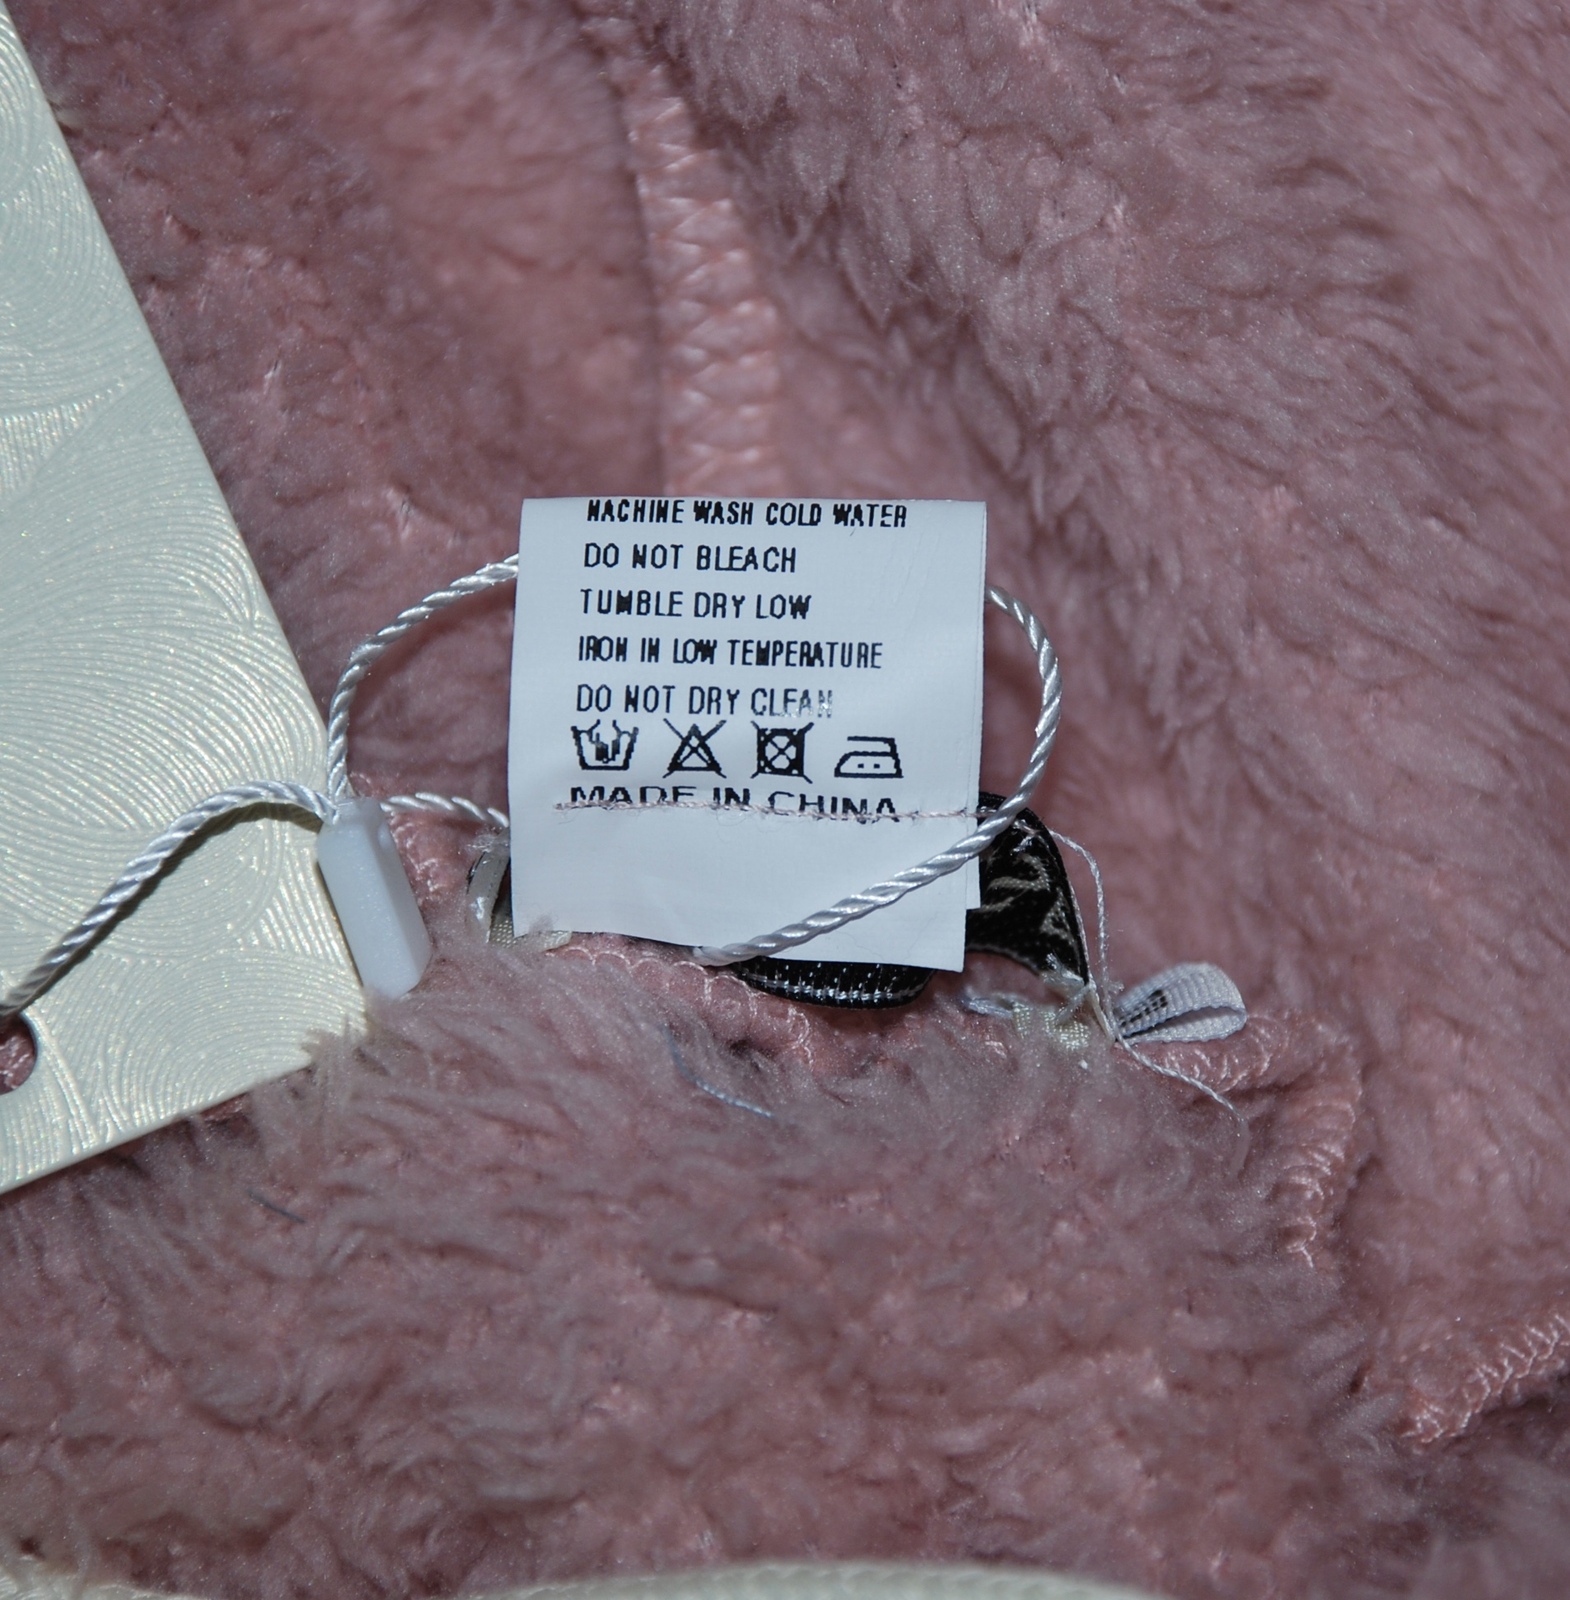 MACHINE WASH COLD WATER
DO NOT BLEACH
TUMBLE DRY LOW
IRON IN LOW TEMPERATURE
DO NOT DRY CLEAN
MADE IN CHINA